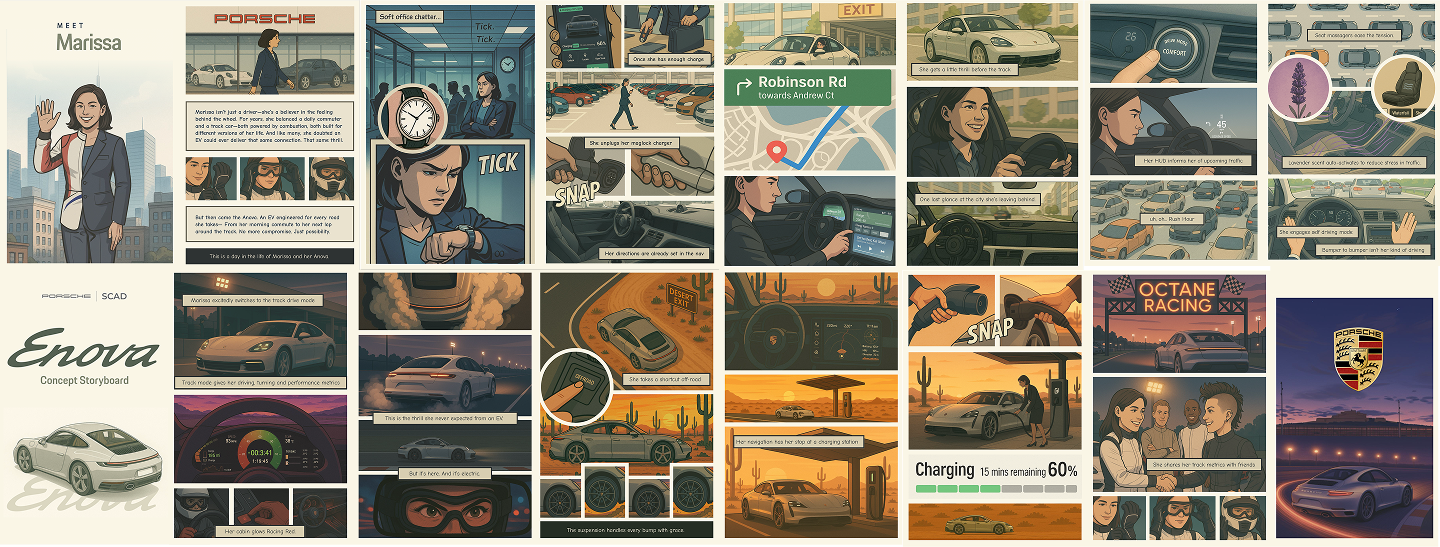 MEET
Marissa
PORSCHE
Marissa isn't just a driver—she's a believer in the feeling
behind the wheel. For years, she balanced a daily commuter
and a track car—both powered by combustion, both built for
different versions of her life. And like many, she doubted an
EV could ever deliver that same connection. That same thrill.
But then came the Anova. An EV engineered for every road
she takes— From her morning commute to her next lap
around the track. No more compromise. Just possibility.
This is a day in the life of Marissa and her Anova
Soft office chatter...
Tick.
Tick.
TICK
Once she has enough charge
She unplugs her maglock charger
SNAP
Her directions are already set in the nav
EXIT
Robinson Rd
towards Andrew Ct
She gets a little thrill before the track
One last glance at the city she's leaving behind.
26
DRIVE MODE
COMFORT
45
Her HUD informs her of upcoming traffic
uh, oh.. Rush Hour
Seat massagers ease the tension.
Waterfall
Lavender scent auto-activates to reduce stress in traffic.
She engages self driving mode:
Bumper to bumper isn't her kind of driving
PORSCHE
SCAD
Enova
Concept Storyboard
Enova
Marissa excitedly switches to the track drive mode
Track mode gives her driving, turning and performance metrics
-00:3:41
1:16:45
Her cabin glows Racing Red.
This is the thrill she never expected from an EV.
But it's here. And it's electric.
DESERT
EXIT
OFFROAD
She takes a shortcut off-road
The suspension handles every bump with grace.
Her navigation has her stop at a charging station
SNAP
Charging 15 mins remaining 60%
OCTANE
RACING
She shares her track metrics with friends
PORSCHE